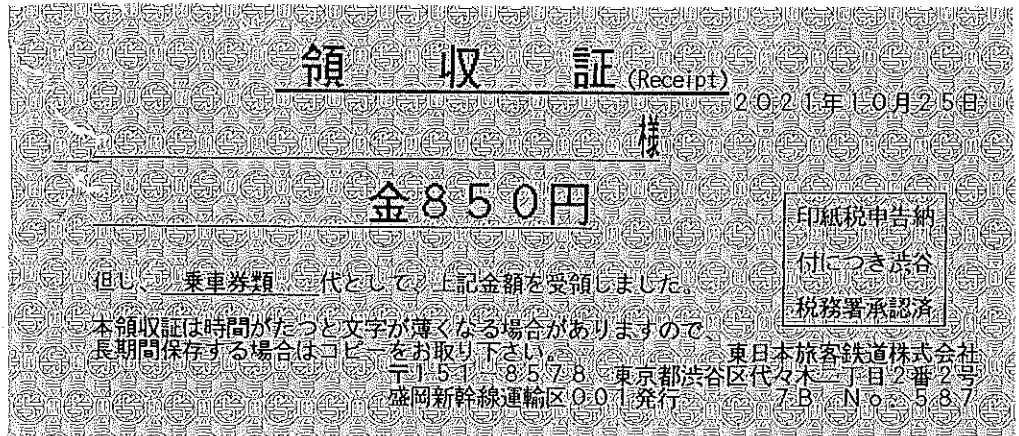 領収証(Receipt)
2021年10月25日
様
金850円
印紙税申告納
付につき渋谷
税務署承認済
但し、乗車券類、代として、上記金額を受領しました。
本領収証は時間がたつと文字が薄くなる場合がありますので、
長期間保存する場合はコピーをお取り下さい。
東日本旅客鉄道株式会社
〒151-8578 東京都渋谷区代々木二丁目2番2号
盛岡新幹線運輸区001発行 7B No. 587